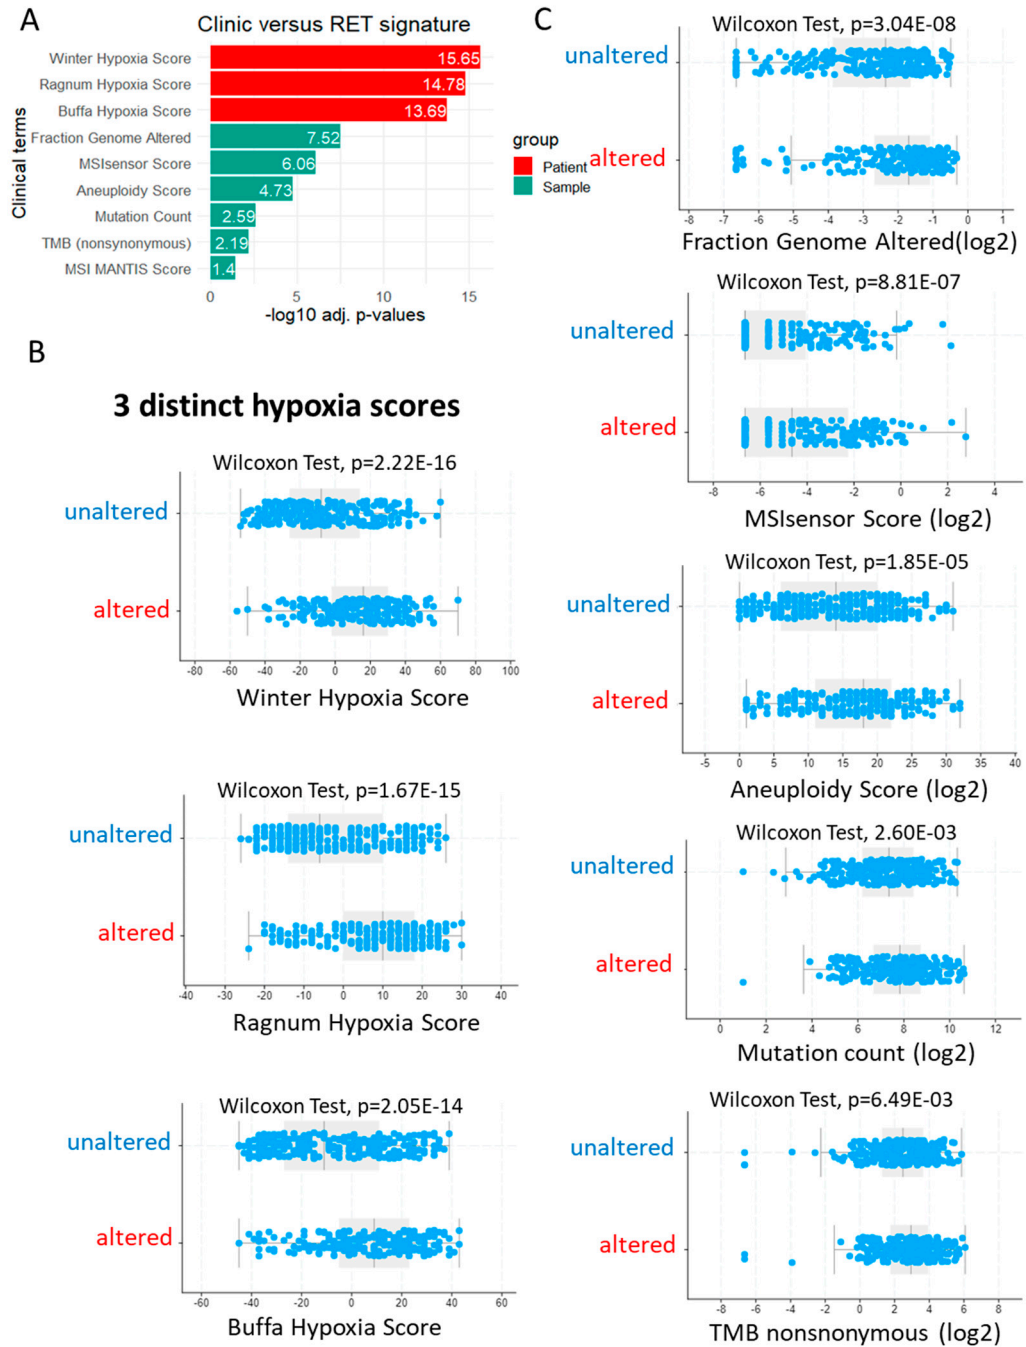 A
Clinic versus RET signature
Clinical terms
Winter Hypoxia Score
15.65
Ragnum Hypoxia Score
14.78
Buffa Hypoxia Score
13.69
Fraction Genome Altered
7.52
MSIsensor Score
6.06
Aneuploidy Score
4.73
Mutation Count
2.59
TMB (nonsynonymous)
2.19
MSI MANTIS Score
1.4
0 5 10 15
-log10 adj. p-values
group
Patient
Sample
B
3 distinct hypoxia scores
Wilcoxon Test, p=2.22E-16
unaltered
altered
-80 -60 -40 -20 0 20 40 60 80 100
Winter Hypoxia Score
Wilcoxon Test, p=1.67E-15
unaltered
altered
-40 -30 -20 -10 0 10 20 30 40
Ragnum Hypoxia Score
Wilcoxon Test, p=2.05E-14
unaltered
altered
-60 -40 -20 0 20 40 60
Buffa Hypoxia Score
C
Wilcoxon Test, p=3.04E-08
unaltered
altered
-8 -7 -6 -5 -4 -3 -2 -1 0 1
Fraction Genome Altered(log2)
Wilcoxon Test, p=8.81E-07
unaltered
altered
-8 -6 -4 -2 0 2 4
MSIsensor Score (log2)
Wilcoxon Test, p=1.85E-05
unaltered
altered
-5 0 5 10 15 20 25 30 35 40
Aneuploidy Score (log2)
Wilcoxon Test, 2.60E-03
unaltered
altered
0 2 4 6 8 10 12
Mutation count (log2)
Wilcoxon Test, p=6.49E-03
unaltered
altered
-8 -6 -4 -2 0 2 4 6 8
TMB nonsnonymous (log2)